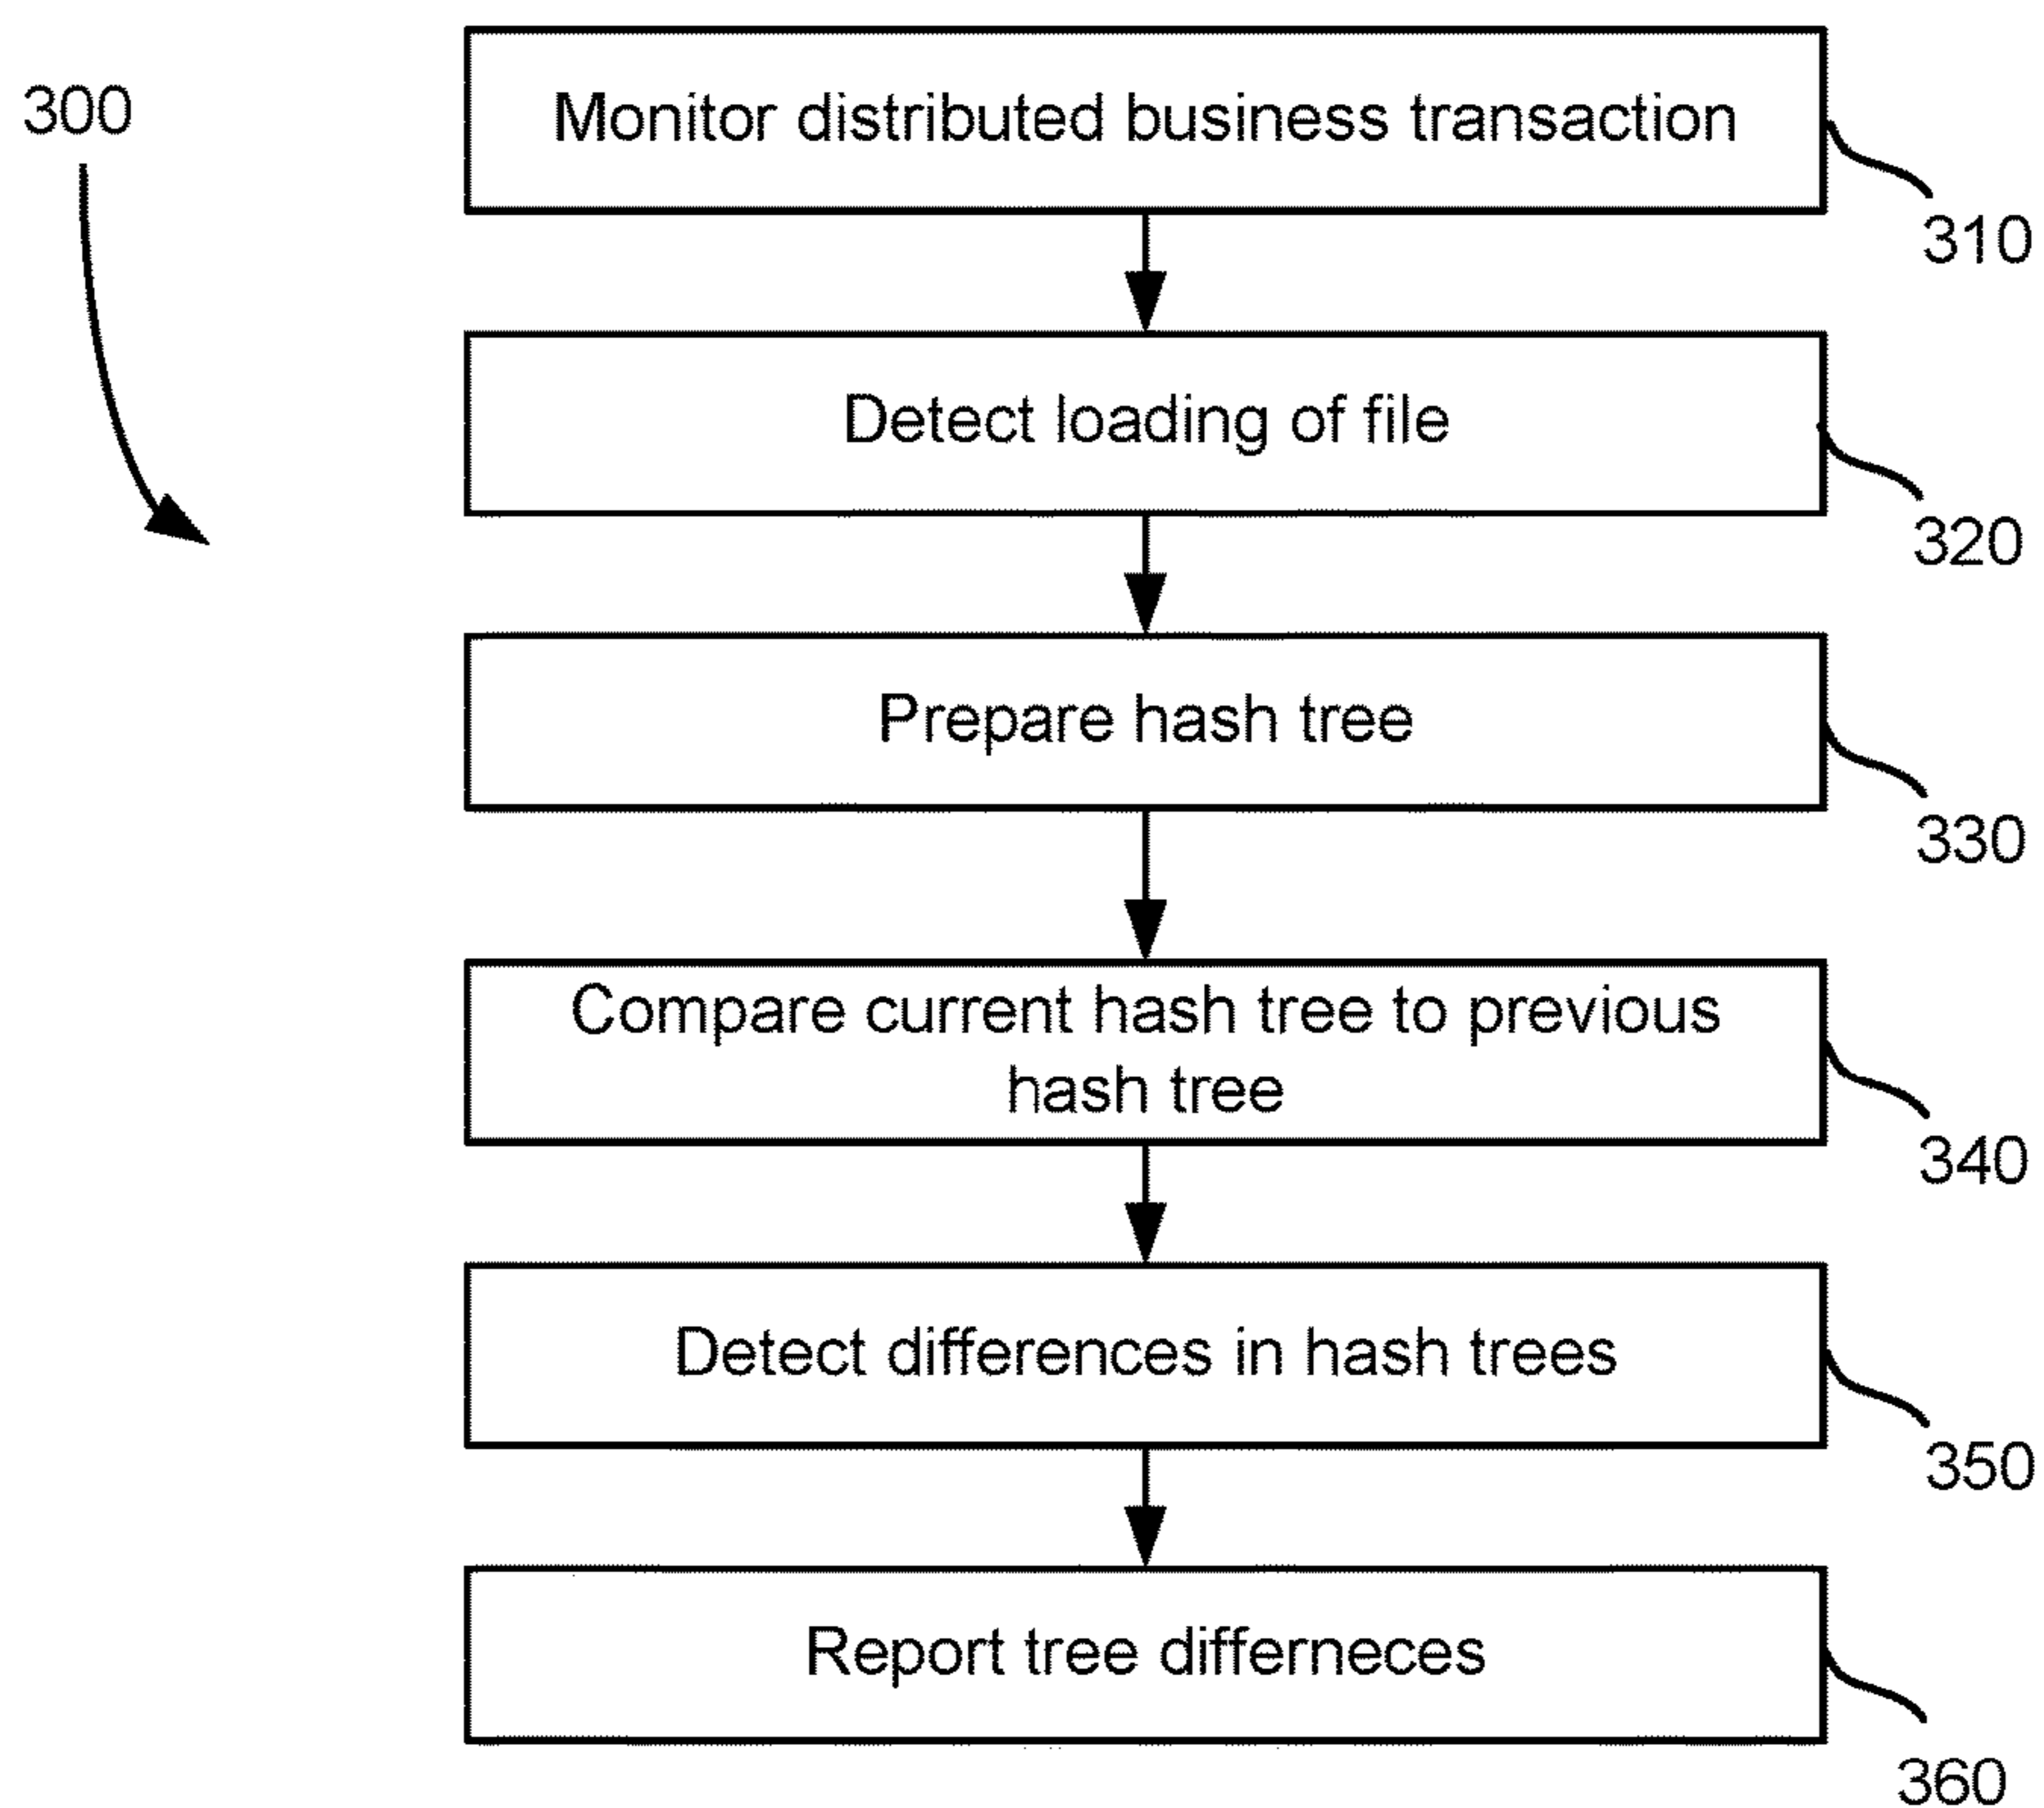 300
Monitor distributed business transaction
310
Detect loading of file
320
Prepare hash tree
330
Compare current hash tree to previous
hash tree
340
Detect differences in hash trees
350
Report tree differneces
360